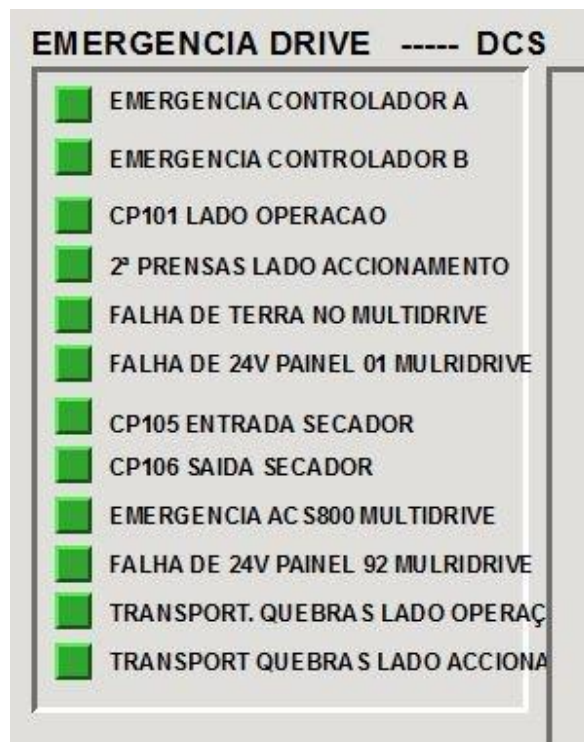 EMERGENCIA DRIVE ----- DCS
EMERGENCIA CONTROLADOR A
EMERGENCIA CONTROLADOR B
CP101 LADO OPERACAO
2ª PRENSAS LADO ACCIONAMENTO
FALHA DE TERRA NO MULTIDRIVE
FALHA DE 24V PAINEL 01 MULRIDRIVE
CP105 ENTRADA SECADOR
CP106 SAIDA SECADOR
EMERGENCIA ACS800 MULTIDRIVE
FALHA DE 24V PAINEL 92 MULRIDRIVE
TRANSPORT. QUEBRAS LADO OPERAÇ
TRANSPORT QUEBRAS LADO ACCIONA